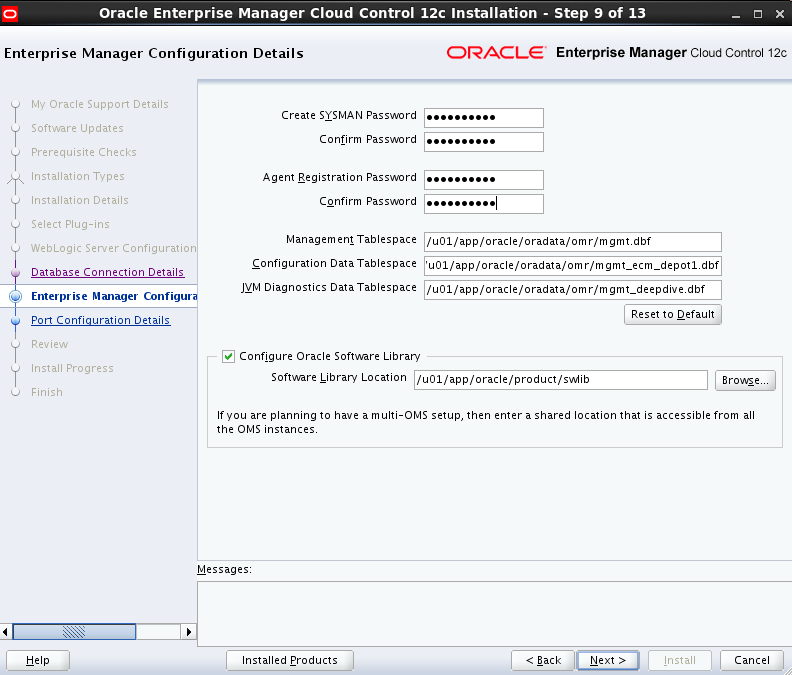 Oracle Enterprise Manager Cloud Control 12c Installation - Step 9 of 13
Enterprise Manager Configuration Details
ORACLE Enterprise Manager Cloud Control 12c
My Oracle Support Details
Software Updates
Prerequisite Checks
Installation Types
Installation Details
Select Plug-ins
WebLogic Server Configuration
Database Connection Details
Enterprise Manager Configura
Port Configuration Details
Review
Install Progress
Finish
Create SYSMAN Password ●●●●●●●●●●
Confirm Password ●●●●●●●●●●
Agent Registration Password ●●●●●●●●●●
Confirm Password ●●●●●●●●●●
Management Tablespace /u01/app/oracle/oradata/omr/mgmt.dbf
Configuration Data Tablespace 'u01/app/oracle/oradata/omr/mgmt_ecm_depot1.dbf
JVM Diagnostics Data Tablespace /u01/app/oracle/oradata/omr/mgmt_deepdive.dbf
Reset to Default
Configure Oracle Software Library
Software Library Location /u01/app/oracle/product/swlib Browse...
If you are planning to have a multi-OMS setup, then enter a shared location that is accessible from all
the OMS instances.
Messages:
Help Installed Products < Back Next > Install Cancel